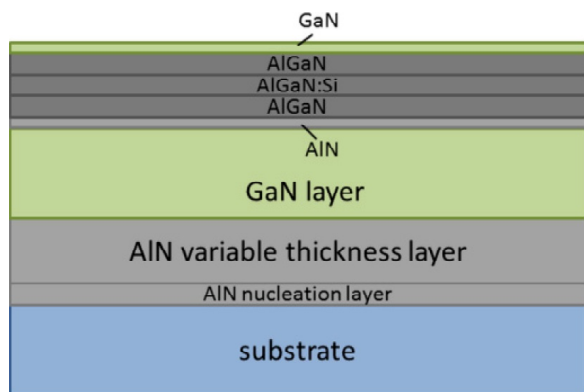 GaN
AlGaN
AlGaN:Si
AlGaN
AlN
GaN layer
AlN variable thickness layer
AlN nucleation layer
substrate